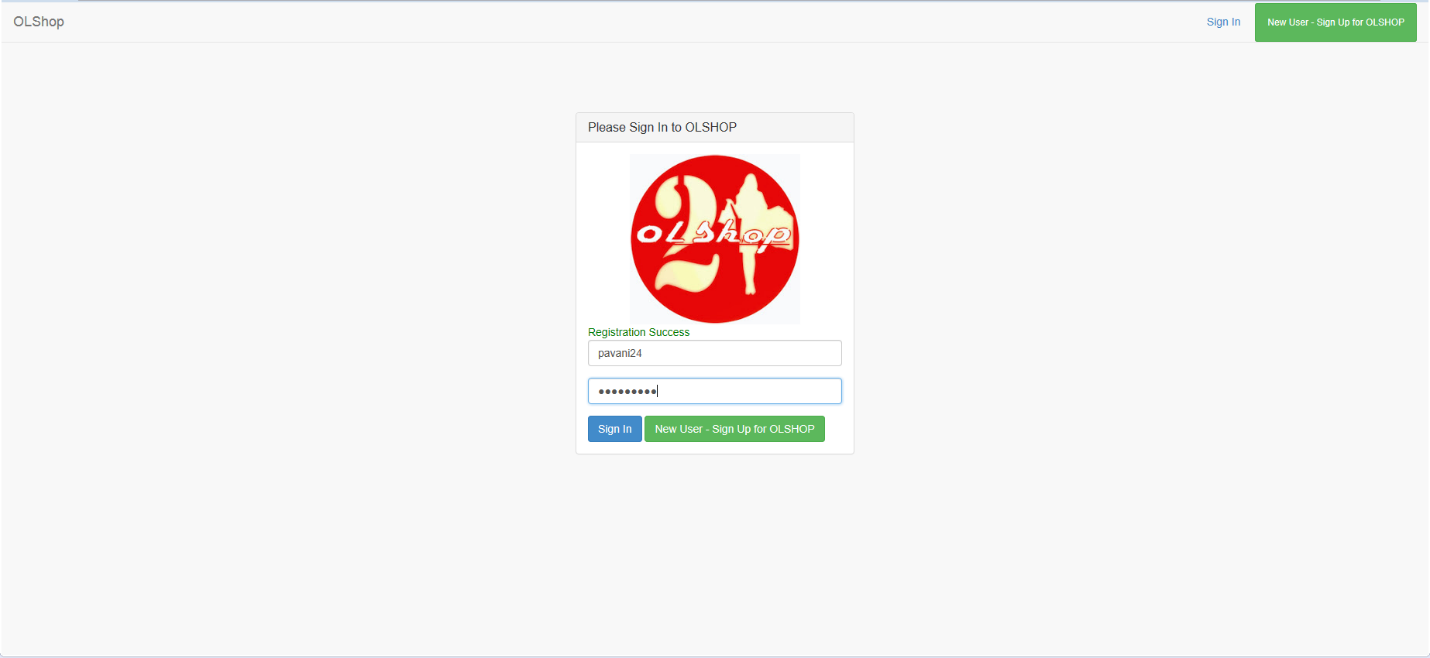 OLShop
Sign In
New User - Sign Up for OLSHOP
Please Sign In to OLSHOP
24
OLshop
Registration Success
pavani24
●●●●●●●●●
Sign In
New User - Sign Up for OLSHOP